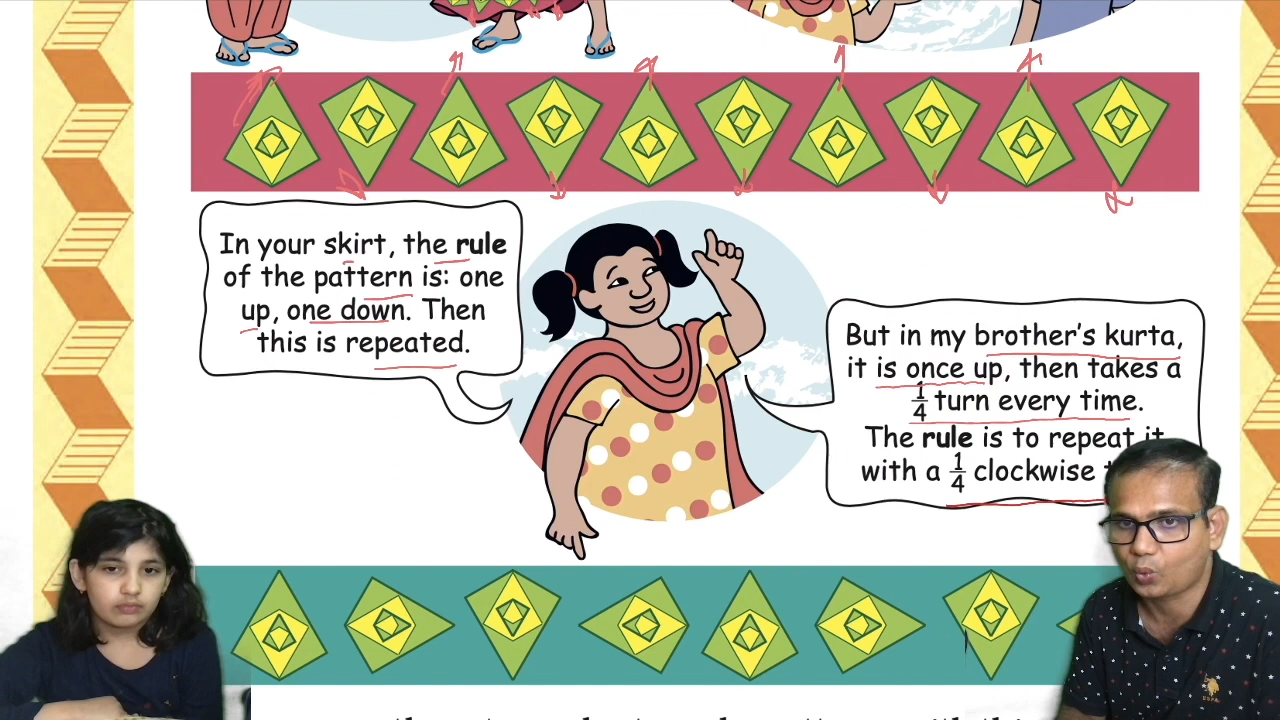 In your skirt, the rule
of the pattern is: one
up, one down. Then
this is repeated.
But in my brother's kurta,
it is once up, then takes a
1/4 turn every time.
The rule is to repeat it
with a 1/4 clockwise